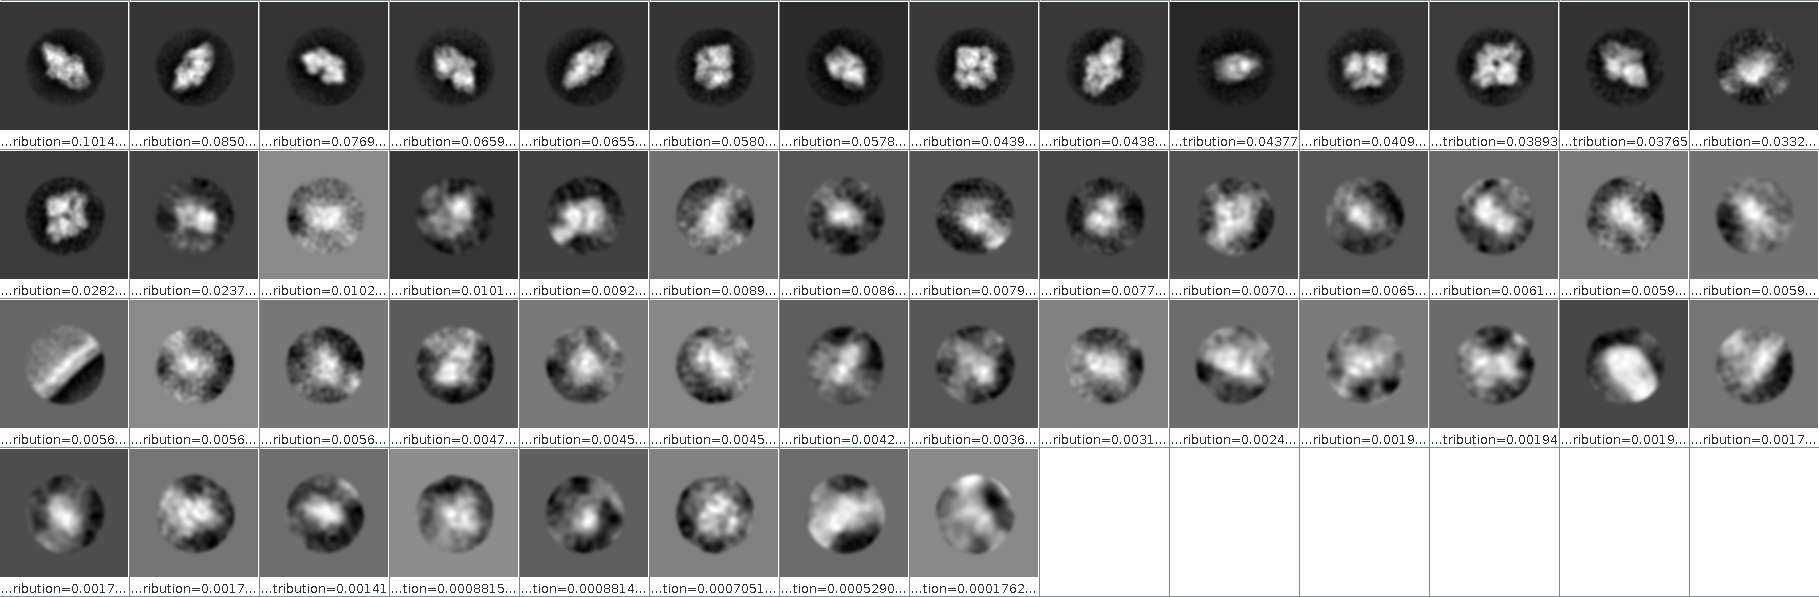 ...ribution=0.1014... ...ribution=0.0850... ...ribution=0.0769... ...ribution=0.0659... ...ribution=0.0655... ...ribution=0.0580... ...ribution=0.0578... ...ribution=0.0439... ...ribution=0.0438... ...tribution=0.04377 ...ribution=0.0409... ...tribution=0.03893 ...tribution=0.03765 ...ribution=0.0332...
...ribution=0.0282... ...ribution=0.0237... ...ribution=0.0102... ...ribution=0.0101... ...ribution=0.0092... ...ribution=0.0089... ...ribution=0.0086... ...ribution=0.0079... ...ribution=0.0077... ...ribution=0.0070... ...ribution=0.0065... ...ribution=0.0061... ...ribution=0.0059... ...ribution=0.0059...
...ribution=0.0056... ...ribution=0.0056... ...ribution=0.0056... ...ribution=0.0047... ...ribution=0.0045... ...ribution=0.0045... ...ribution=0.0042... ...ribution=0.0036... ...ribution=0.0031... ...ribution=0.0024... ...ribution=0.0019... ...tribution=0.00194 ...ribution=0.0019... ...ribution=0.0017...
...ribution=0.0017... ...ribution=0.0017... ...tribution=0.00141 ...tion=0.0008815... ...tion=0.0008814... ...tion=0.0007051... ...tion=0.0005290... ...tion=0.0001762...